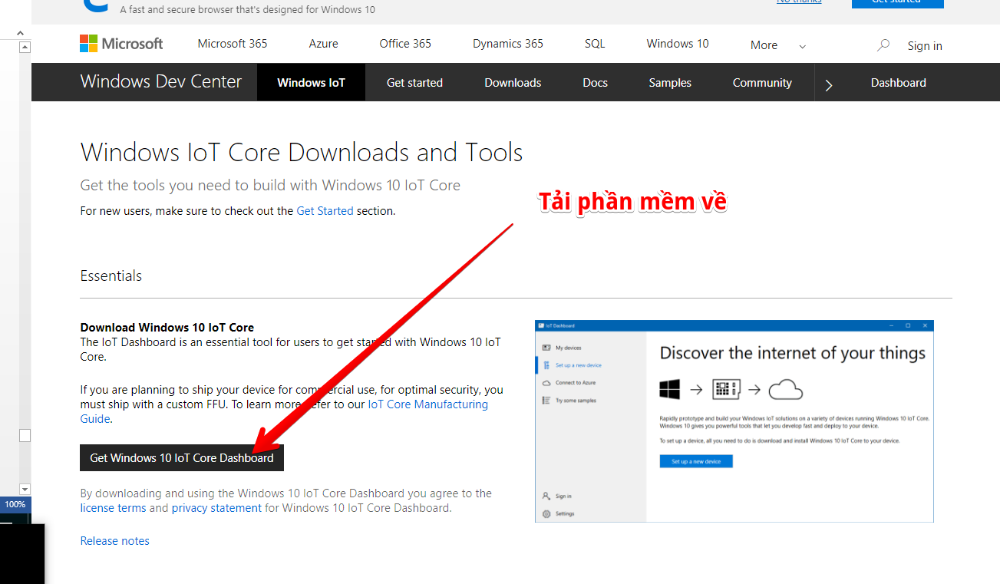 A fast and secure browser that's designed for Windows 10
No thanks
Get started
Microsoft
Microsoft 365
Azure
Office 365
Dynamics 365
SQL
Windows 10
More
Sign in
Windows Dev Center
Windows IoT
Get started
Downloads
Docs
Samples
Community
Dashboard
Windows IoT Core Downloads and Tools
Get the tools you need to build with Windows 10 IoT Core
Tải phần mềm về
For new users, make sure to check out the Get Started section.
Essentials
Download Windows 10 IoT Core
The IoT Dashboard is an essential tool for users to get started with Windows 10 IoT
Core.
If you are planning to ship your device for commercial use, for optimal security, you
must ship with a custom FFU. To learn more, refer to our IoT Core Manufacturing
Guide.
Get Windows 10 IoT Core Dashboard
By downloading and using the Windows 10 IoT Core Dashboard you agree to the
license terms and privacy statement for Windows 10 IoT Core Dashboard.
Release notes
IoT Dashboard
My devices
Set up a new device
Connect to Azure
Try some samples
Sign in
Settings
Discover the internet of your things
Rapidly prototype and build your Windows IoT solutions on a variety of devices running Windows 10 IoT Core.
Windows 10 gives you powerful tools that let you develop fast and deploy to your device.
To set up a device, all you need to do is download and install Windows 10 IoT Core to your device.
Set up a new device
100%